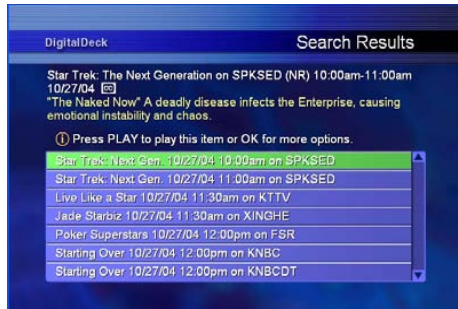 DigitalDeck
Search Results
Star Trek: The Next Generation on SPKSED (NR) 10:00am-11:00am
10/27/04 CC
"The Naked Now" A deadly disease infects the Enterprise, causing
emotional instability and chaos.
Press PLAY to play this item or OK for more options.
Star Trek: Next Gen. 10/27/04 10:00am on SPKSED
Star Trek: Next Gen. 10/27/04 11:00am on SPKSED
Live Like a Star 10/27/04 11:30am on KTTV
Jade Starbiz 10/27/04 11:30am on XINGHE
Poker Superstars 10/27/04 12:00pm on FSR
Starting Over 10/27/04 12:00pm on KNBC
Starting Over 10/27/04 12:00pm on KNBCDT